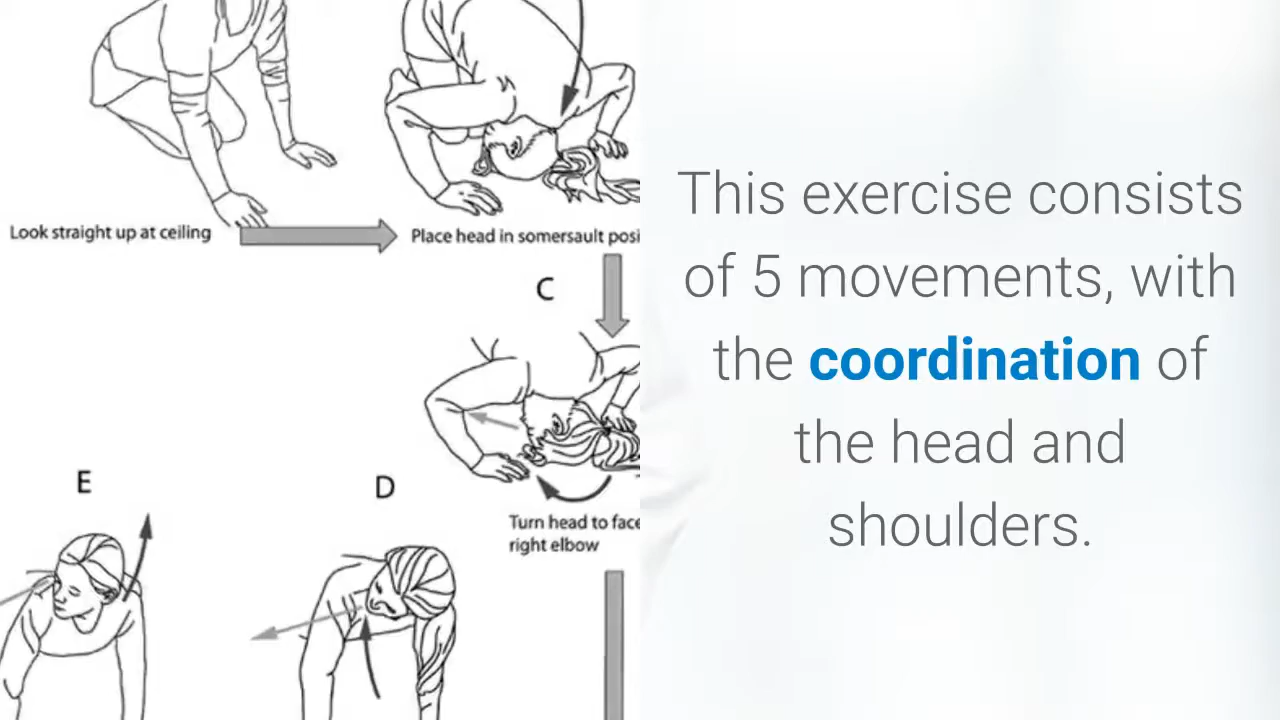 Look straight up at ceiling
Place head in somersault posi
C
Turn head to face
right elbow
E
D
This exercise consists
of 5 movements, with
the coordination of
the head and
shoulders.